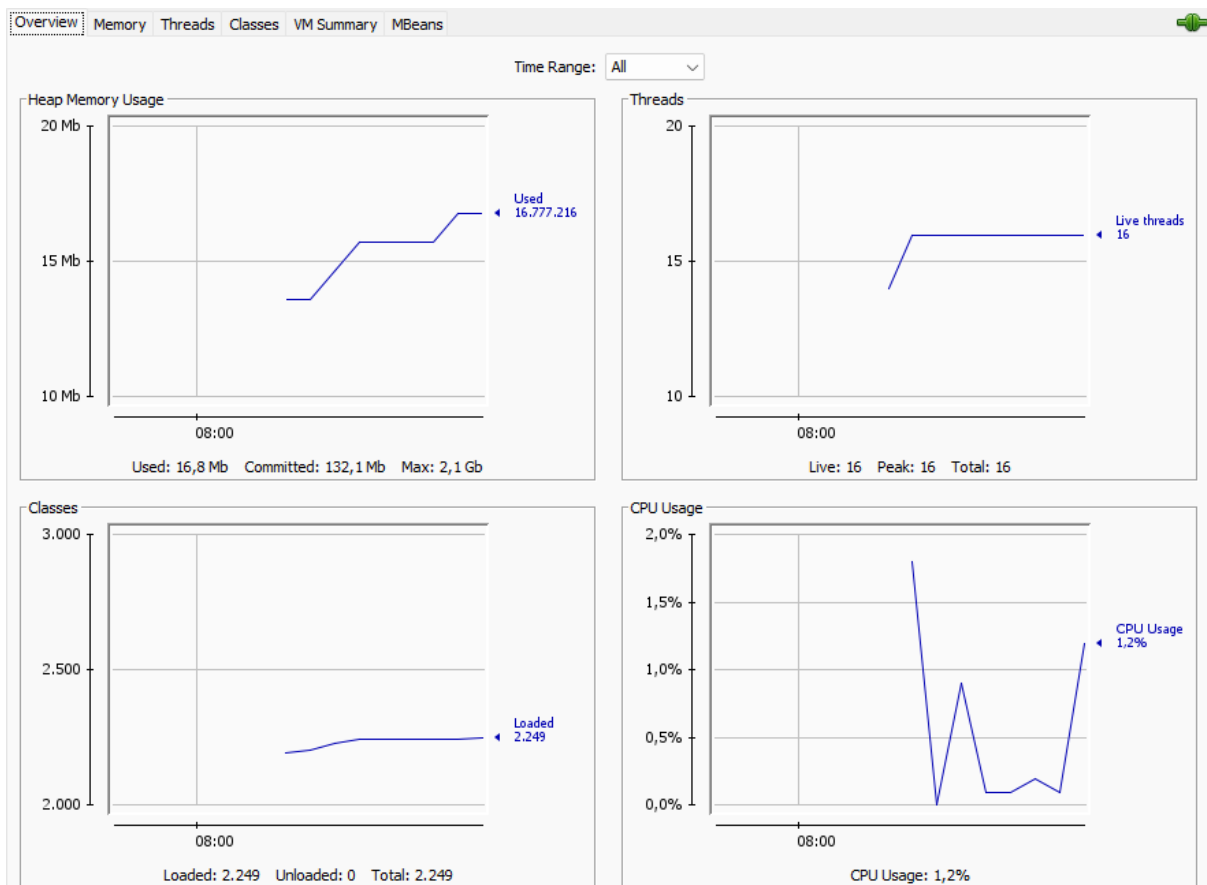 Overview Memory Threads Classes VM Summary MBeans
Time Range: All
Heap Memory Usage
20 Mb
15 Mb
10 Mb
Used
16.777.216
08:00
Used: 16,8 Mb Committed: 132,1 Mb Max: 2,1 Gb
Threads
20
15
10
Live threads
16
08:00
Live: 16 Peak: 16 Total: 16
Classes
3.000
2.500
2.000
Loaded
2.249
08:00
Loaded: 2.249 Unloaded: 0 Total: 2.249
CPU Usage
2,0%
1,5%
1,0%
0,5%
0,0%
CPU Usage
1,2%
08:00
CPU Usage: 1,2%